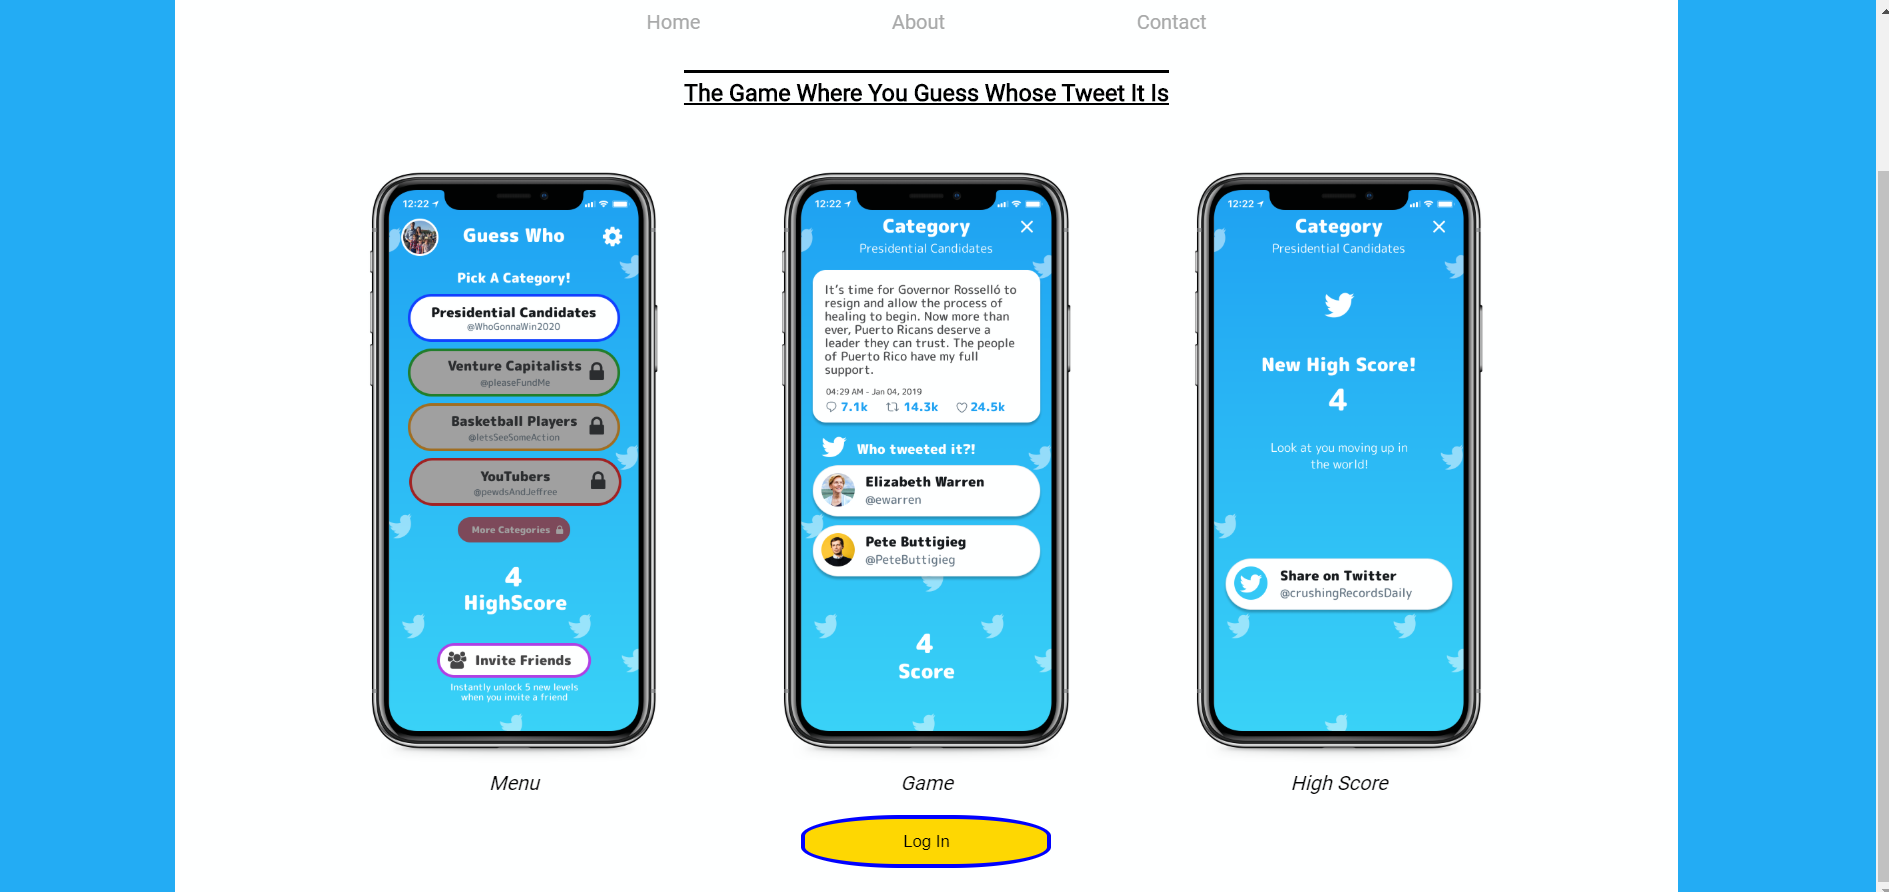 Home
About
Contact
The Game Where You Guess Whose Tweet It Is
12:22
Guess Who
Pick A Category!
Presidential Candidates
@WhoGonnaWin2020
Venture Capitalists
@pleaseFundMe
Basketball Players
@letsSeeSomeAction
YouTubers
@pewdsAndJeffree
More Categories
4
HighScore
Invite Friends
Instantly unlock 5 new levels
when you invite a friend
Menu
12:22
Category
Presidential Candidates
It's time for Governor Rosselló to
resign and allow the process of
healing to begin. Now more than
ever, Puerto Ricans deserve a
leader they can trust. The people
of Puerto Rico have my full
support.
04:29 AM - Jan 04, 2019
7.1k 14.3k 24.5k
Who tweeted it?!
Elizabeth Warren
@ewarren
Pete Buttigieg
@PeteButtigieg
4
Score
Game
12:22
Category
Presidential Candidates
New High Score!
4
Look at you moving up in
the world!
Share on Twitter
@crushingRecordsDaily
High Score
Log In